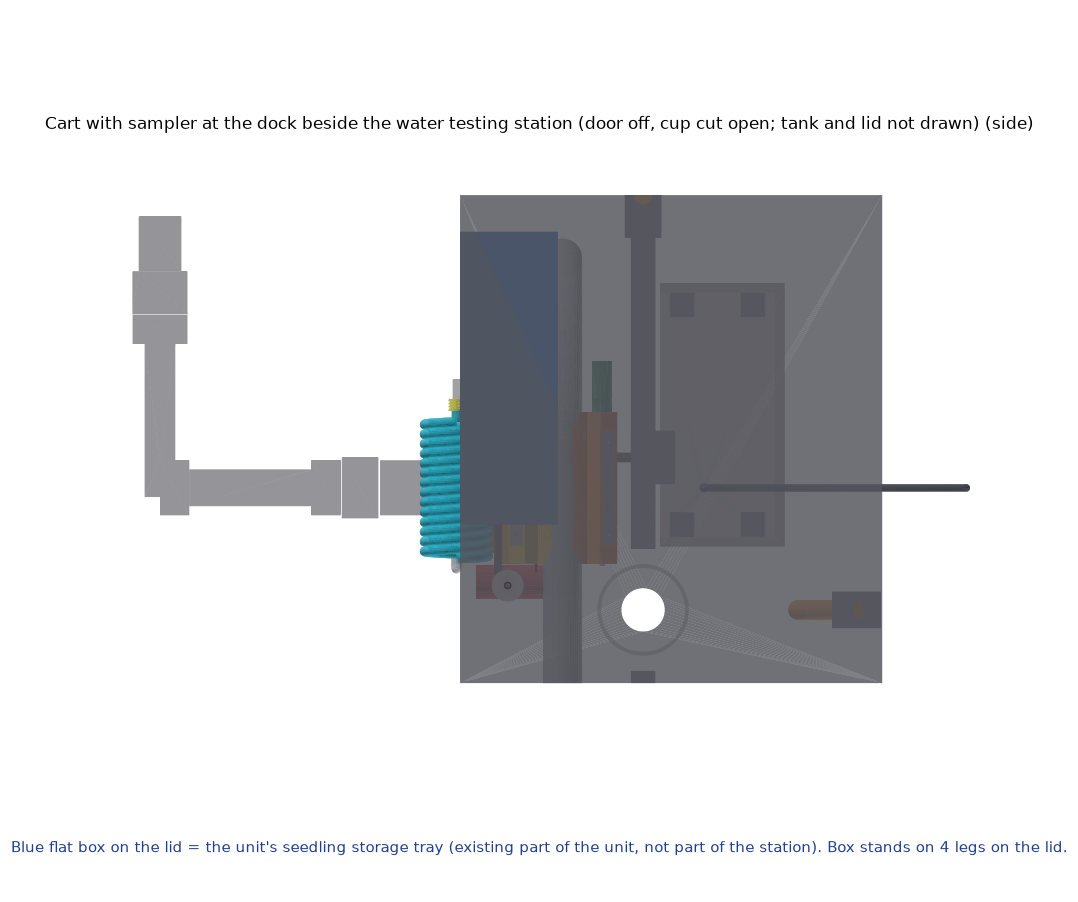 Cart with sampler at the dock beside the water testing station (door off, cup cut open; tank and lid not drawn) (side)
Blue flat box on the lid = the unit's seedling storage tray (existing part of the unit, not part of the station). Box stands on 4 legs on the lid.